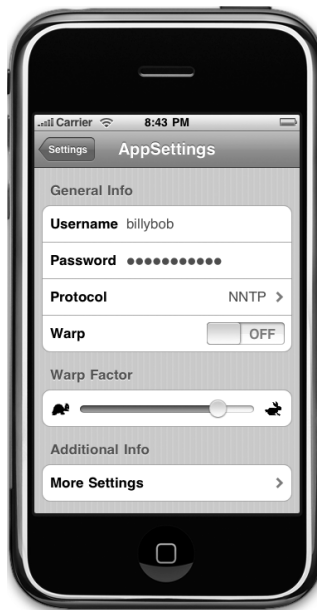 Carrier 8:43 PM
Settings AppSettings
General Info
Username billybob
Password ●●●●●●●●●●●
Protocol NNTP >
Warp OFF
Warp Factor
Additional Info
More Settings >